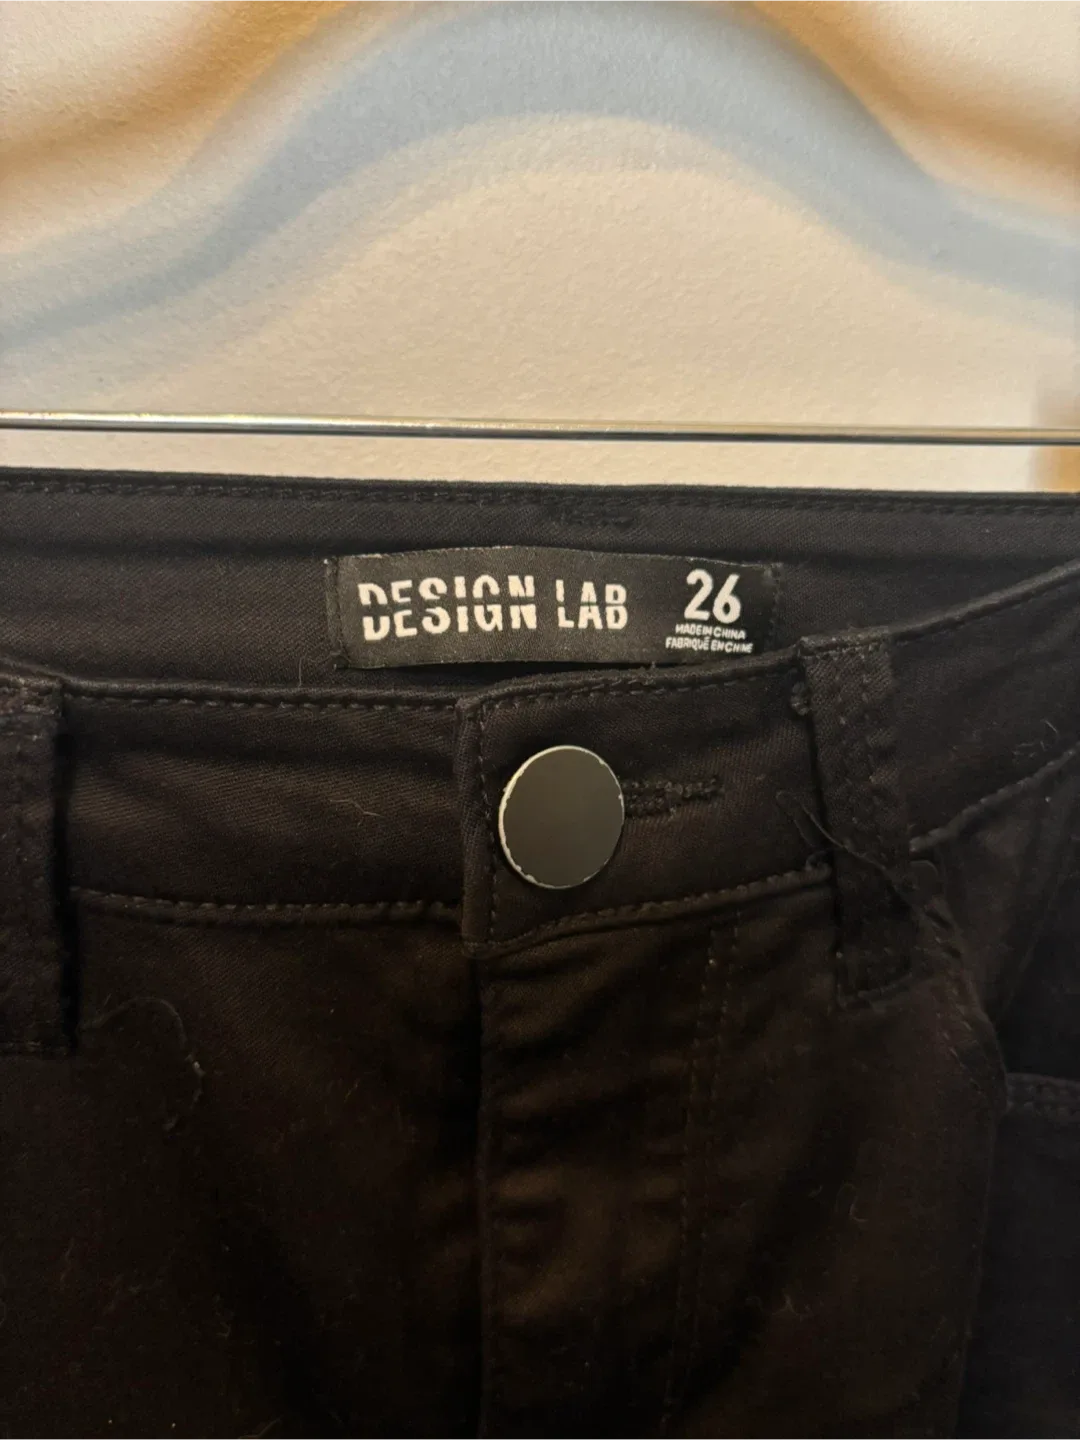 DESIGN LAB 26
MADE IN CHINA
FABRIQUÉ EN CHINE